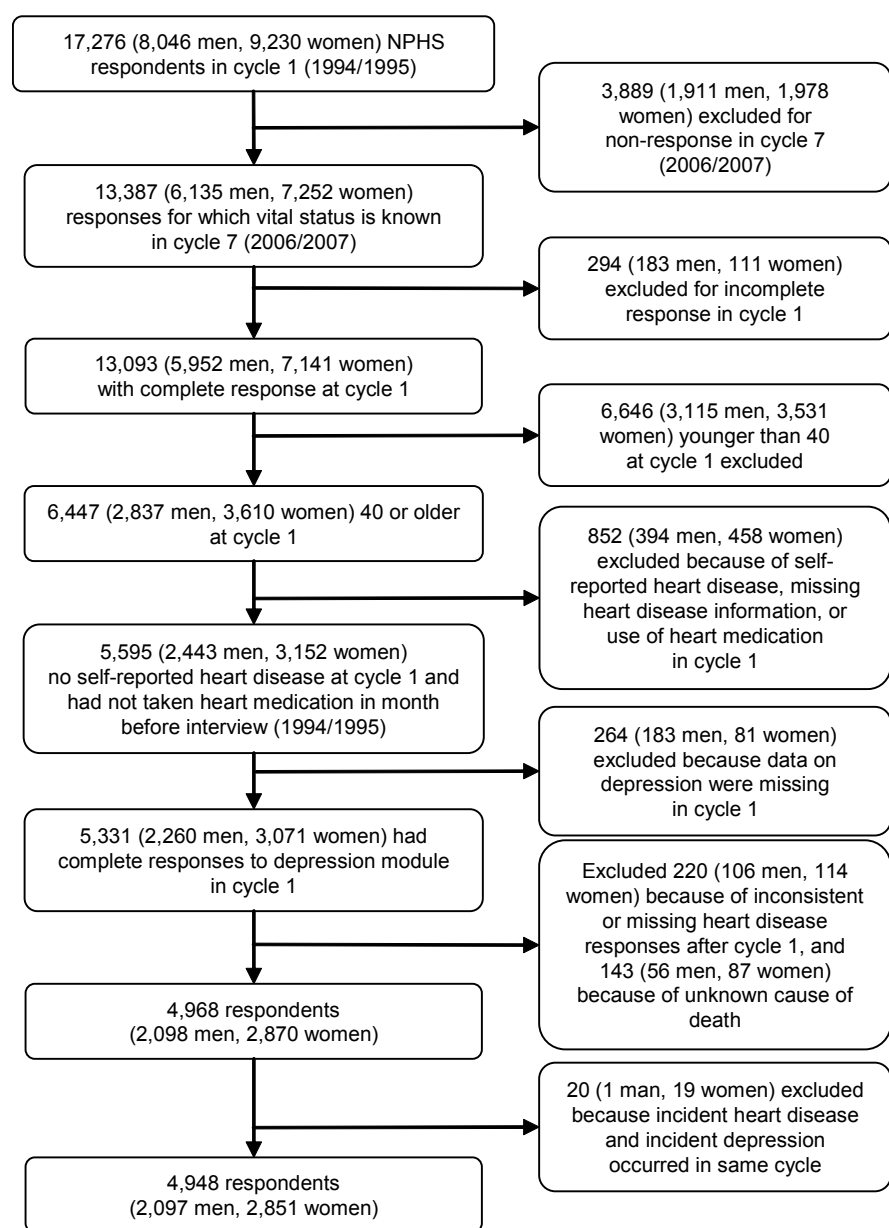 17,276 (8,046 men, 9,230 women) NPHS
respondents in cycle 1 (1994/1995)
3,889 (1,911 men, 1,978
women) excluded for
non-response in cycle 7
(2006/2007)
13,387 (6,135 men, 7,252 women)
responses for which vital status is known
in cycle 7 (2006/2007)
294 (183 men, 111 women)
excluded for incomplete
response in cycle 1
13,093 (5,952 men, 7,141 women)
with complete response at cycle 1
6,646 (3,115 men, 3,531
women) younger than 40
at cycle 1 excluded
6,447 (2,837 men, 3,610 women) 40 or older
at cycle 1
852 (394 men, 458 women)
excluded because of self-
reported heart disease, missing
heart disease information, or
use of heart medication
in cycle 1
5,595 (2,443 men, 3,152 women)
no self-reported heart disease at cycle 1 and
had not taken heart medication in month
before interview (1994/1995)
264 (183 men, 81 women)
excluded because data on
depression were missing
in cycle 1
5,331 (2,260 men, 3,071 women) had
complete responses to depression module
in cycle 1
Excluded 220 (106 men, 114
women) because of inconsistent
or missing heart disease
responses after cycle 1, and
143 (56 men, 87 women)
because of unknown cause of
death
4,968 respondents
(2,098 men, 2,870 women)
20 (1 man, 19 women) excluded
because incident heart disease
and incident depression
occurred in same cycle
4,948 respondents
(2,097 men, 2,851 women)